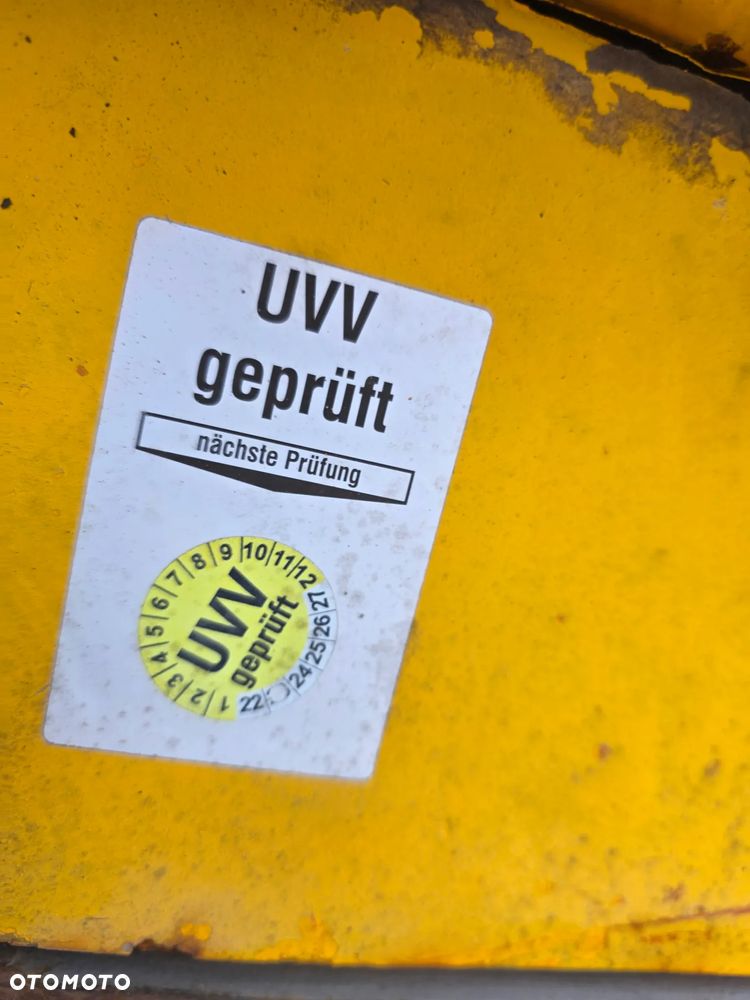 UVV
geprüft
nächste Prüfung
1 2 3 4 5 6 7 8 9 10 11 12
UVV
geprüft
22 24 25 26 27
OTOMOTO